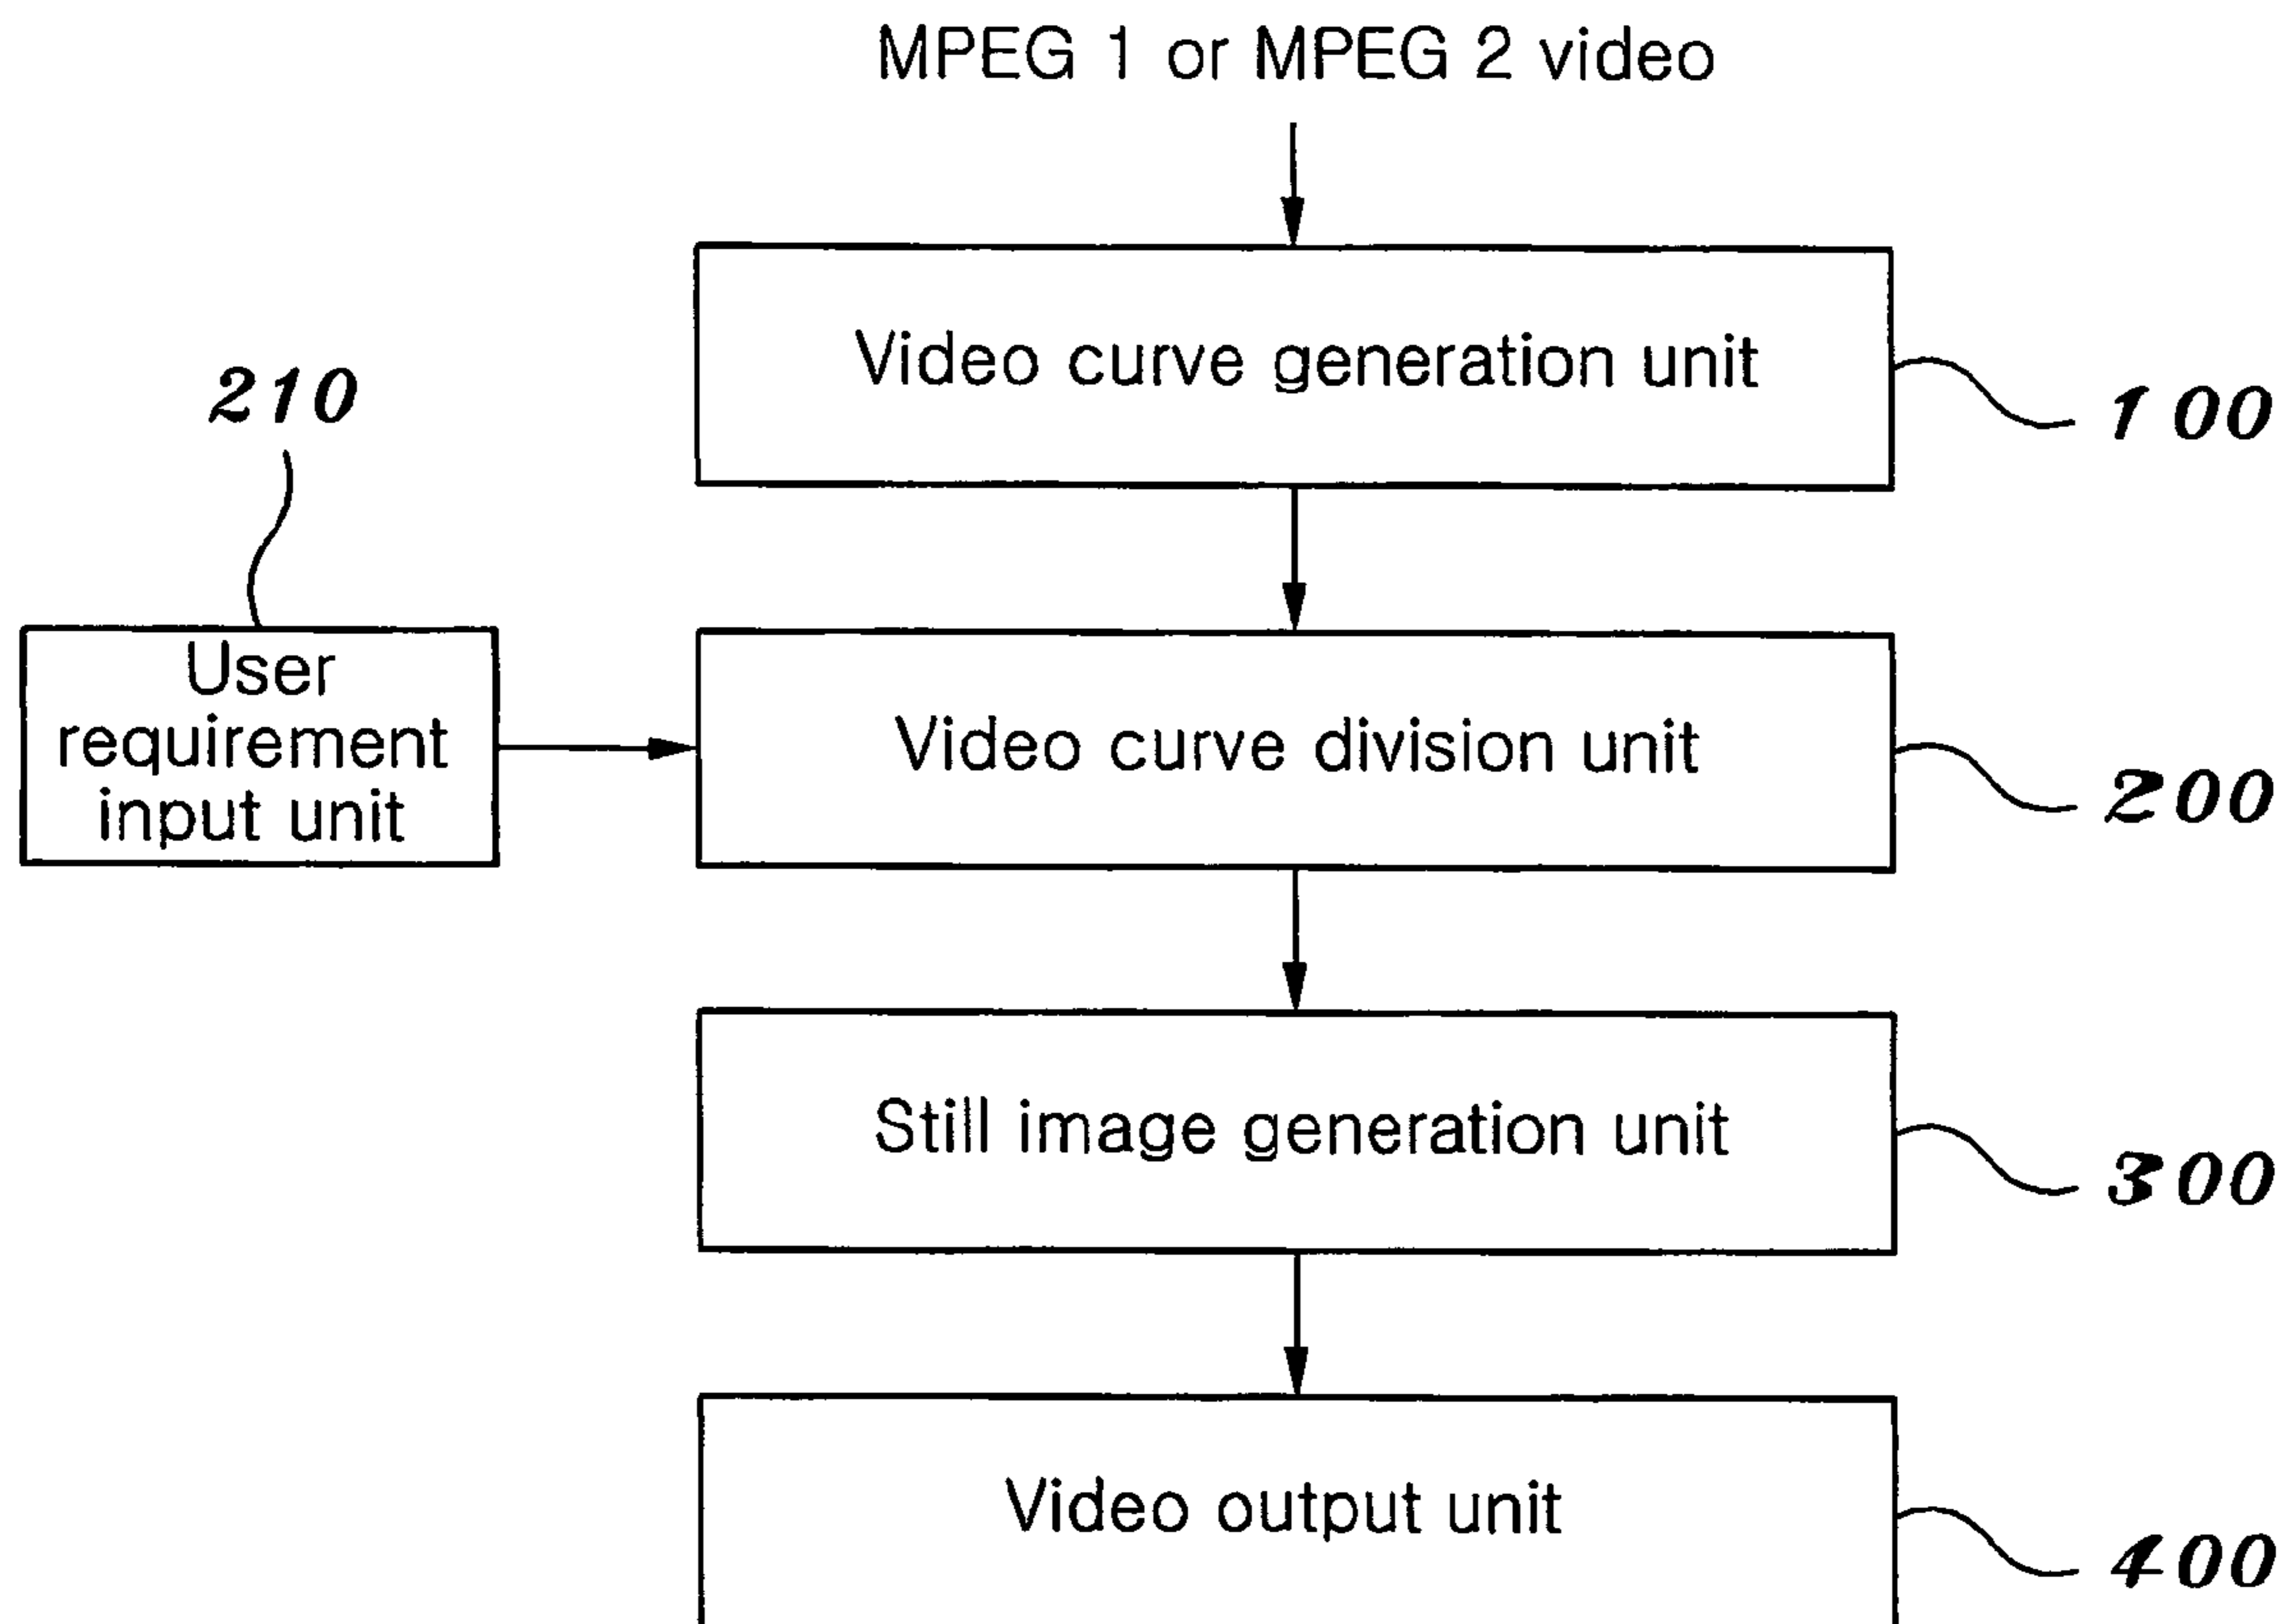 MPEG 1 or MPEG 2 video
Video curve generation unit
100
210
User
requirement
input unit
Video curve division unit
200
Still image generation unit
300
Video output unit
400